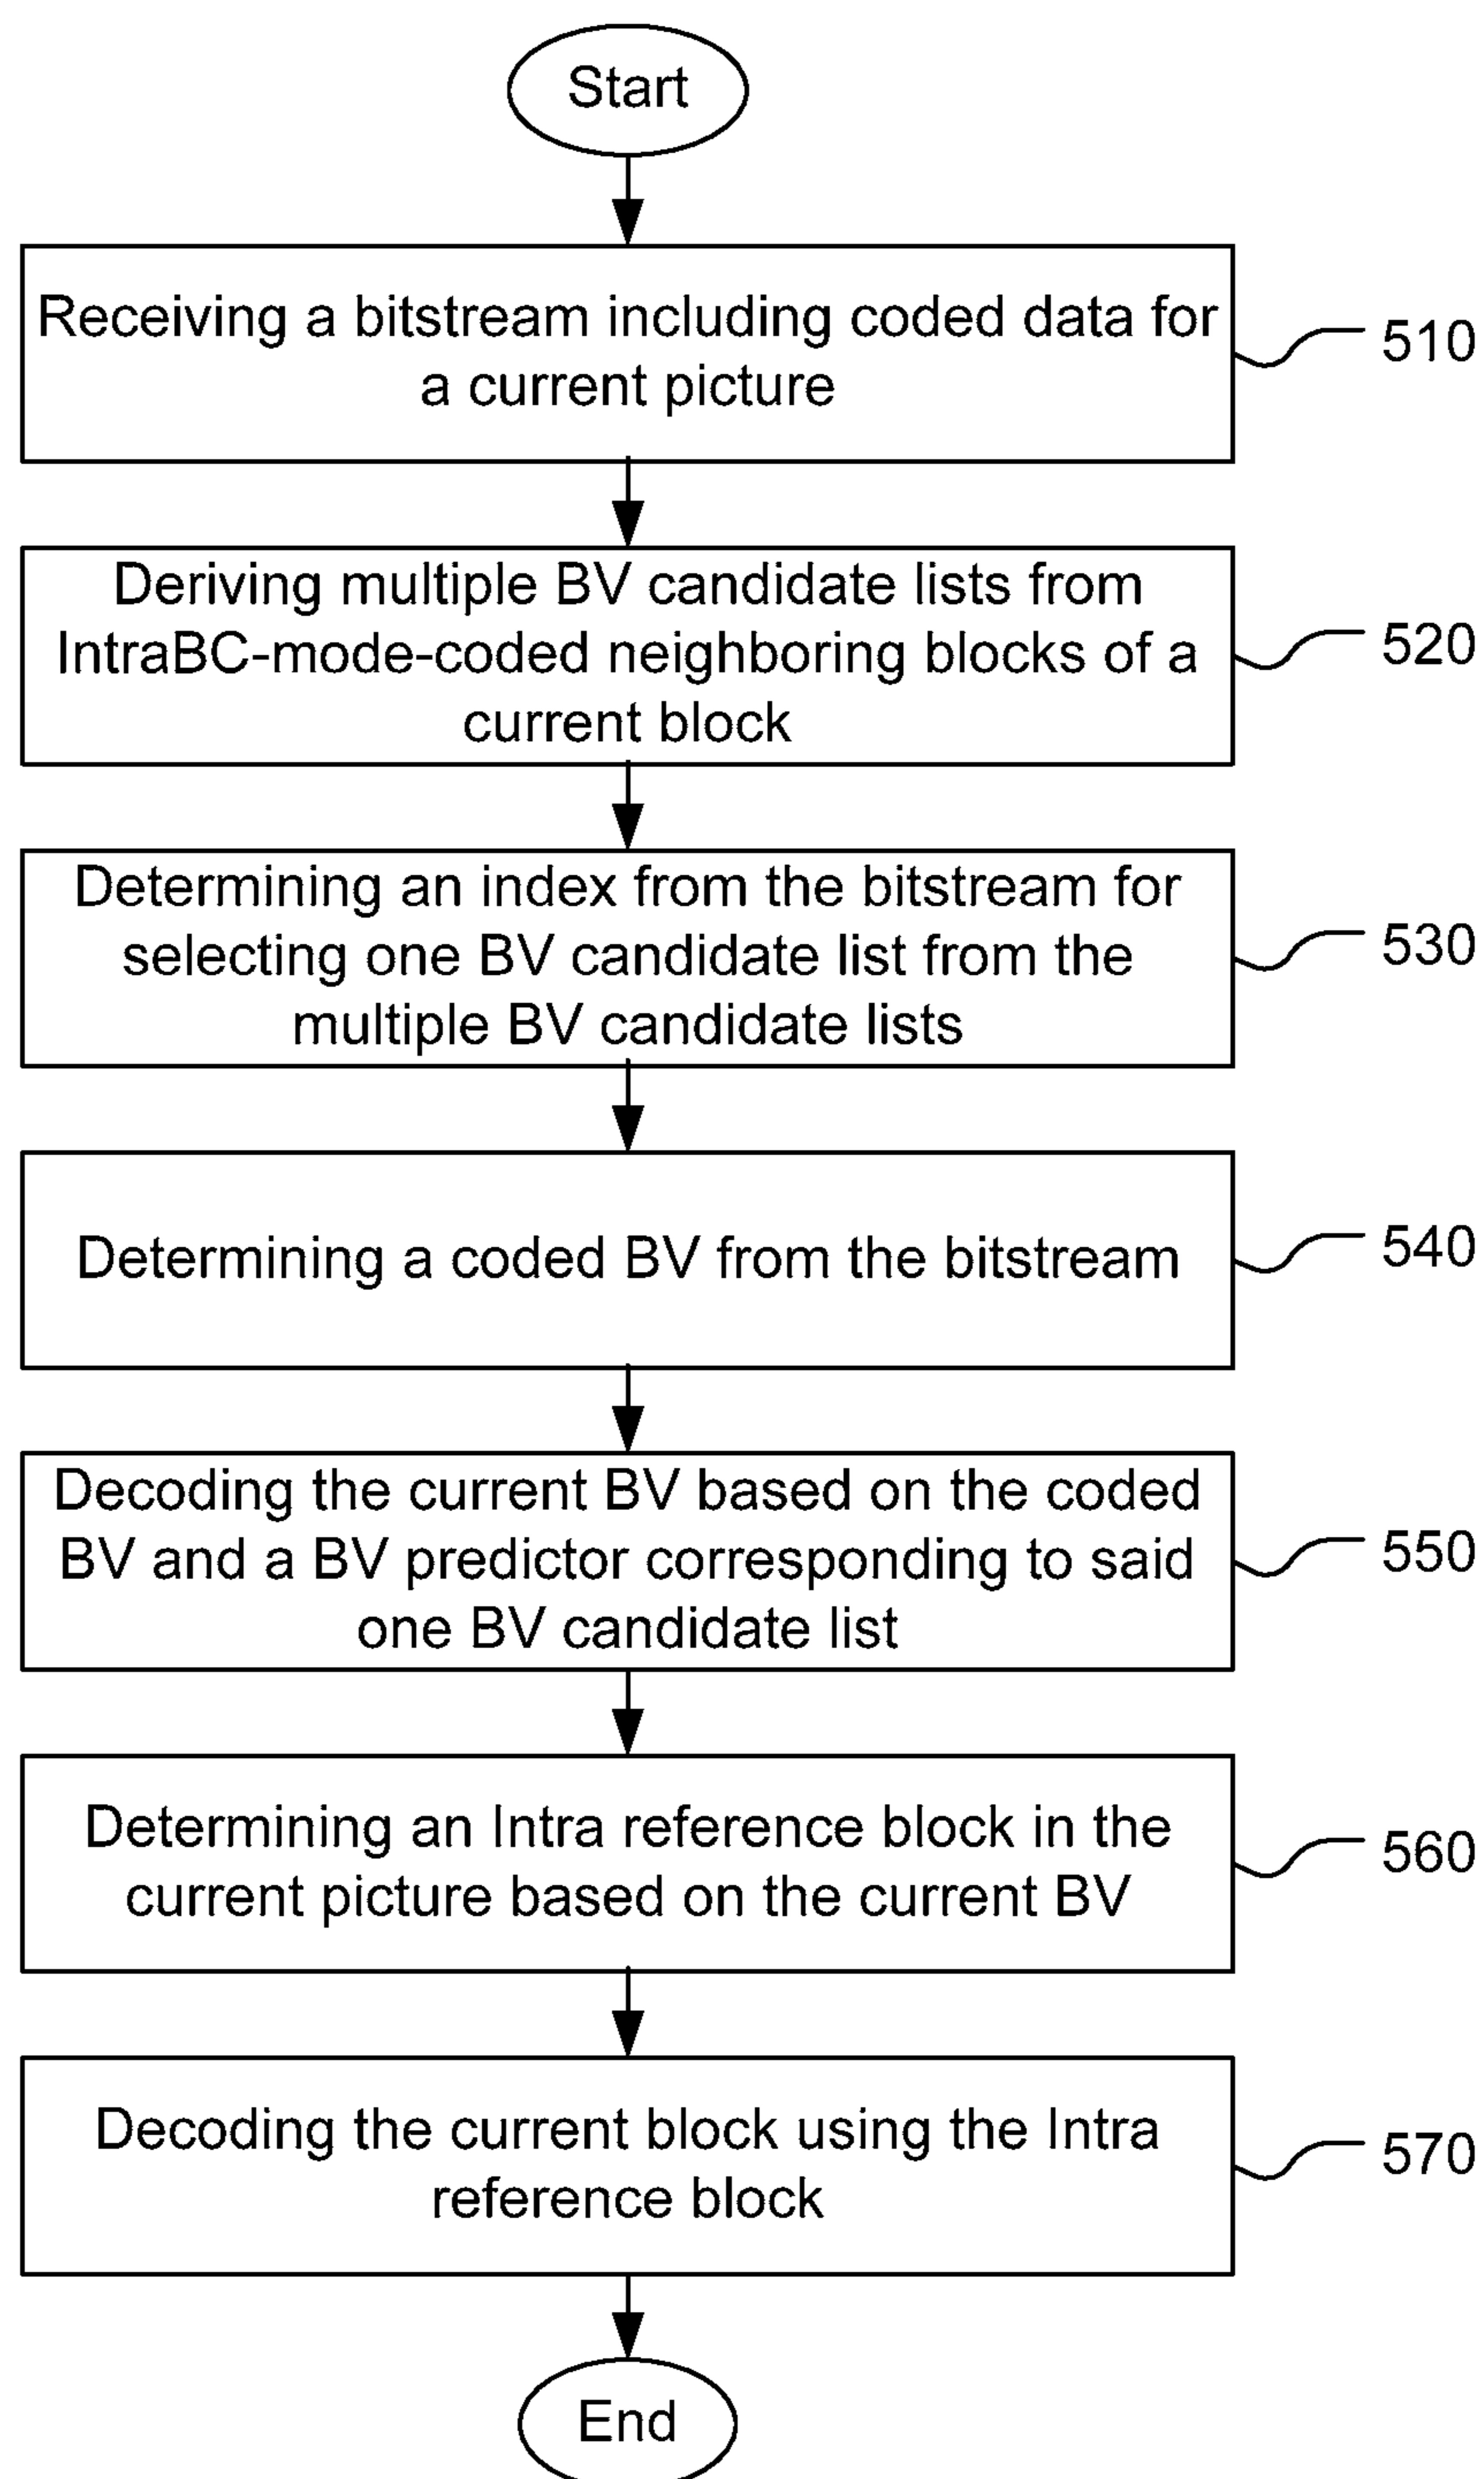 Start
Receiving a bitstream including coded data for
a current picture
510
Deriving multiple BV candidate lists from
IntraBC-mode-coded neighboring blocks of a
current block
520
Determining an index from the bitstream for
selecting one BV candidate list from the
multiple BV candidate lists
530
Determining a coded BV from the bitstream
540
Decoding the current BV based on the coded
BV and a BV predictor corresponding to said
one BV candidate list
550
Determining an Intra reference block in the
current picture based on the current BV
560
Decoding the current block using the Intra
reference block
570
End